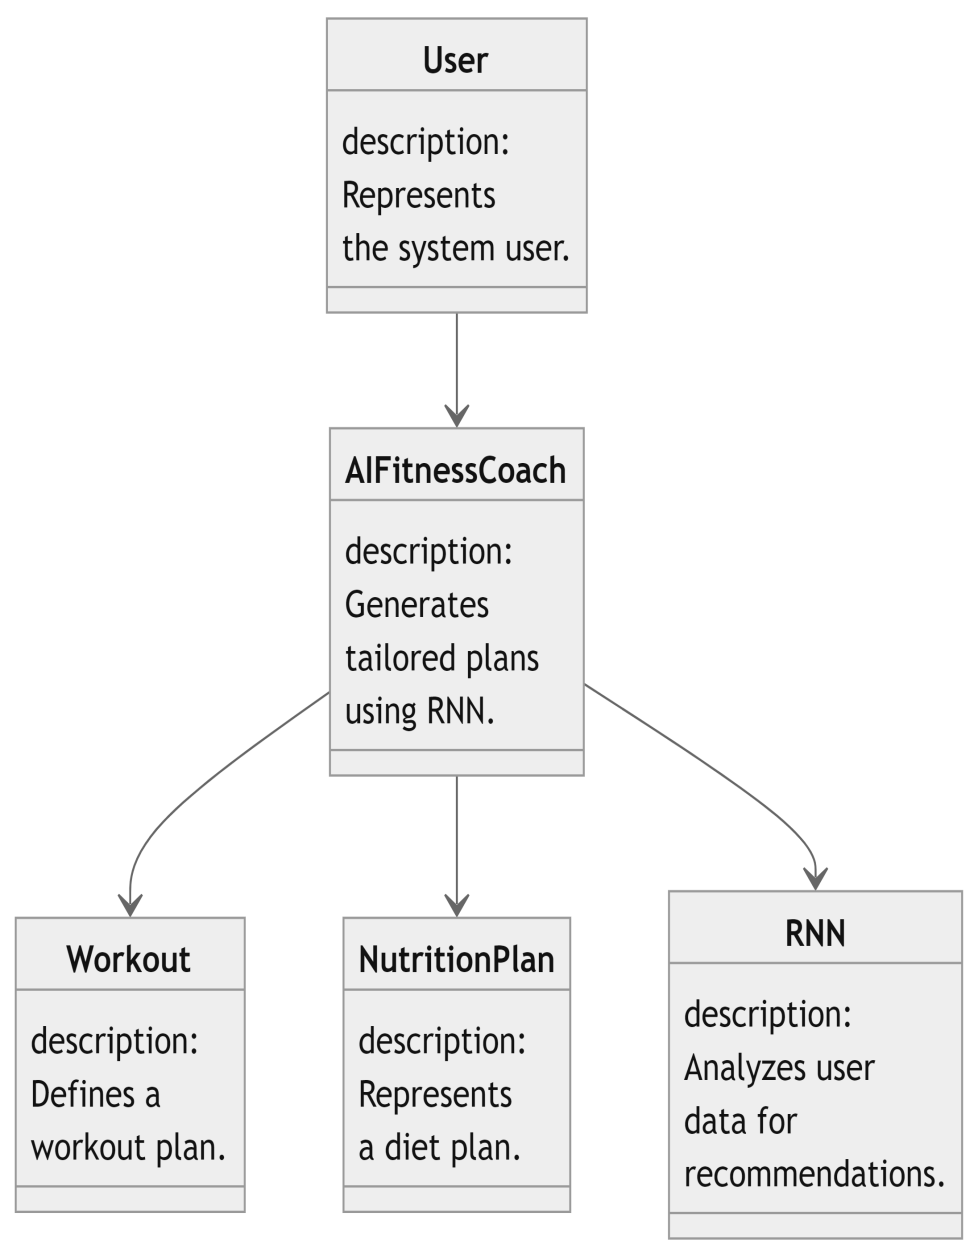 User
description:
Represents
the system user.
AIFitnessCoach
description:
Generates
tailored plans
using RNN.
Workout
description:
Defines a
workout plan.
NutritionPlan
description:
Represents
a diet plan.
RNN
description:
Analyzes user
data for
recommendations.